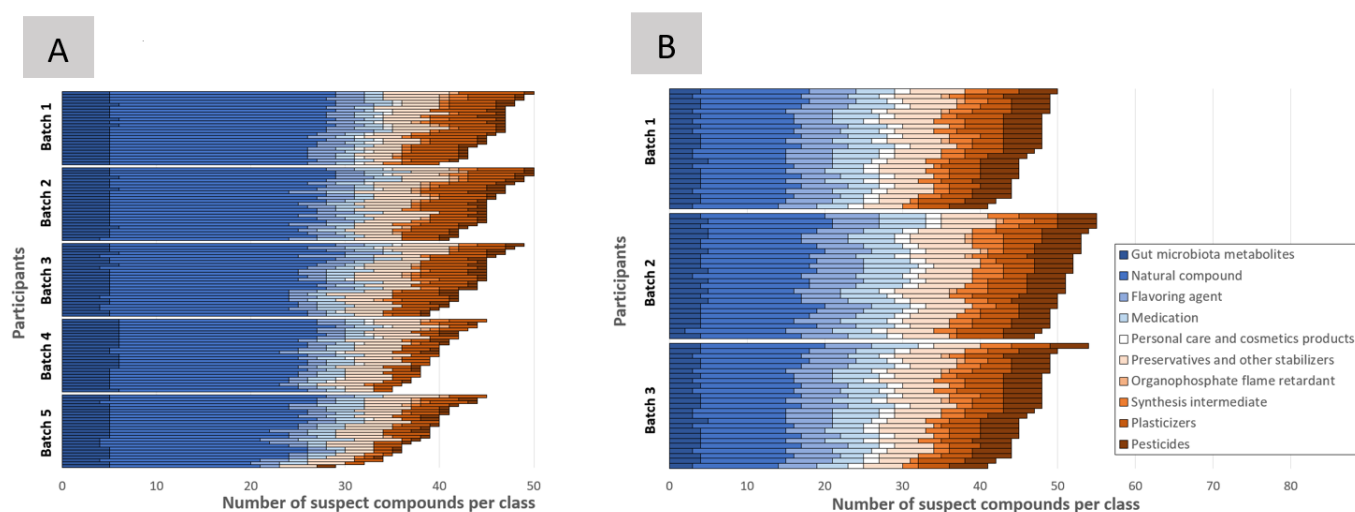 A
B
Batch 1
Batch 2
Batch 3
Batch 4
Batch 5
Participants
0 10 20 30 40 50
Number of suspect compounds per class
Batch 1
Batch 2
Batch 3
Participants
0 10 20 30 40 50 60 70 80
Number of suspect compounds per class
Gut microbiota metabolites
Natural compound
Flavoring agent
Medication
Personal care and cosmetics products
Preservatives and other stabilizers
Organophosphate flame retardant
Synthesis intermediate
Plasticizers
Pesticides